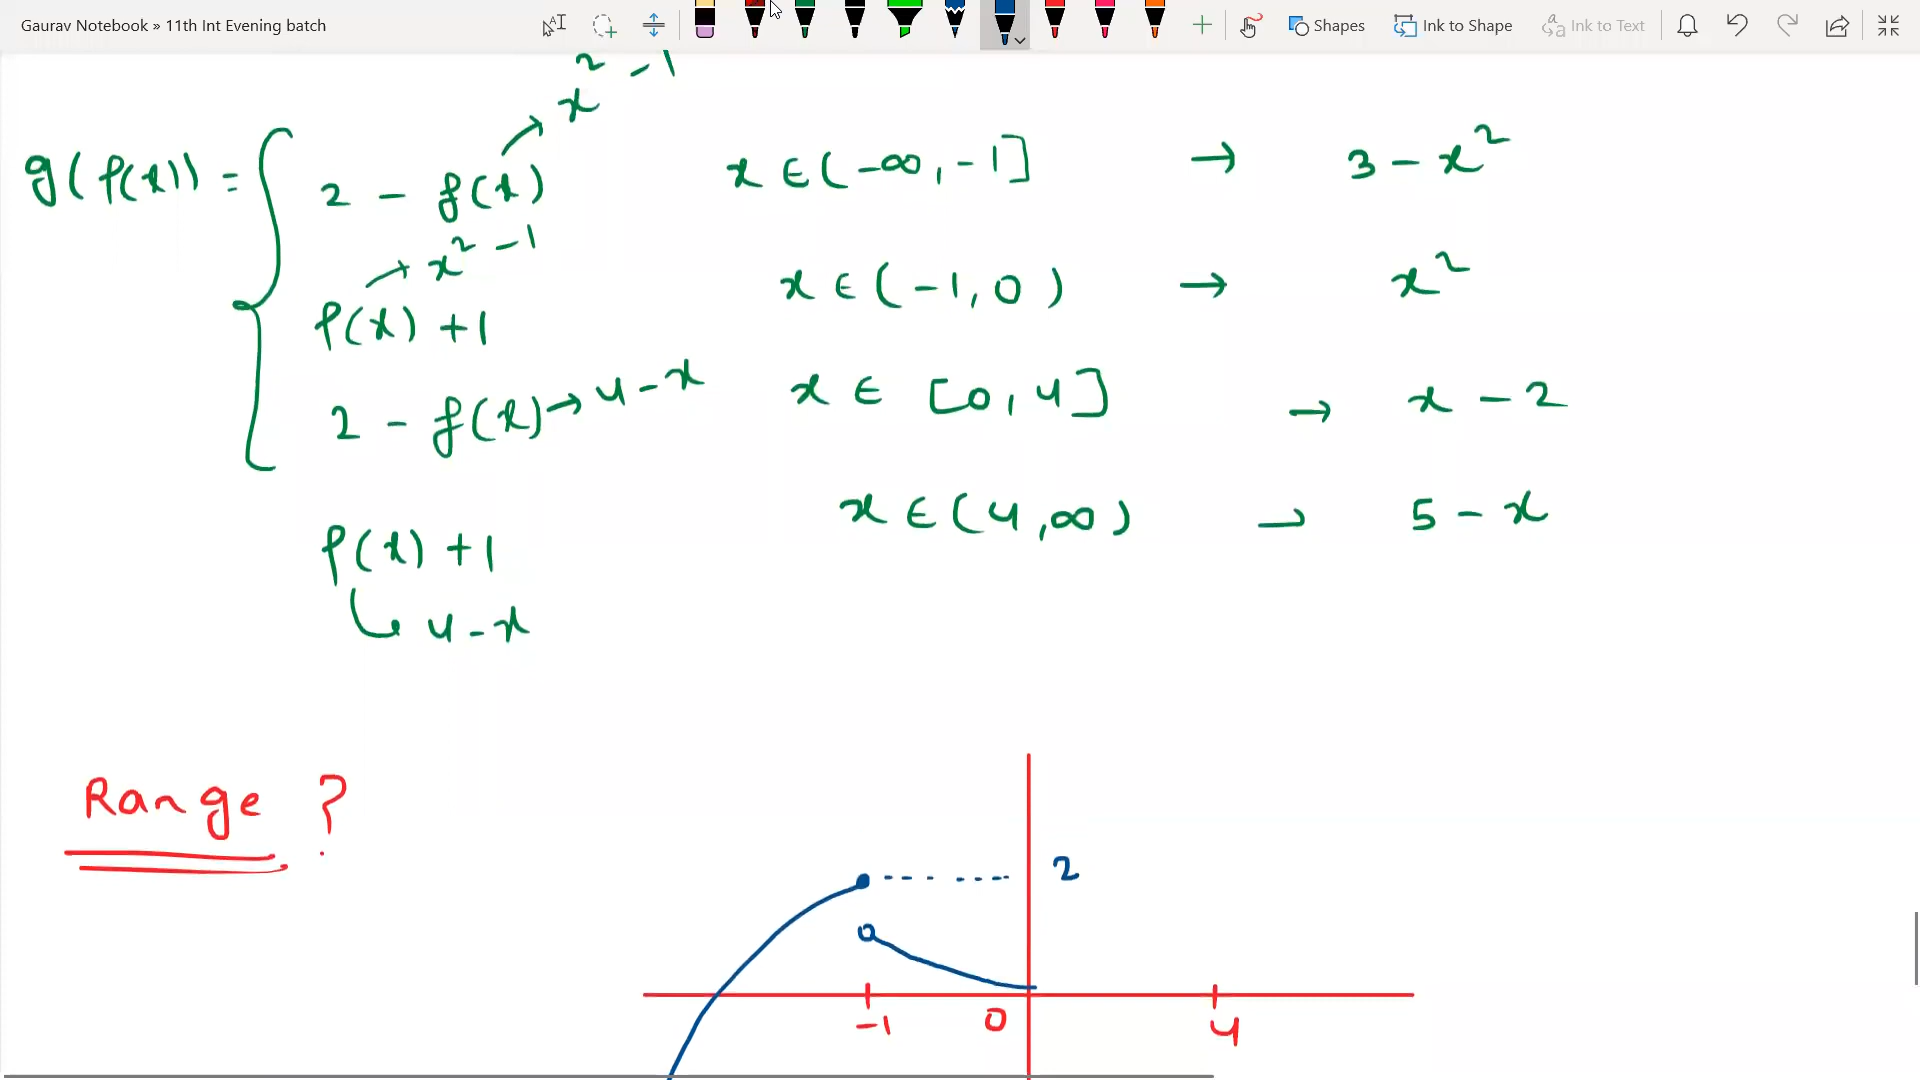 Gaurav Notebook » 11th Int Evening batch
Shapes Ink to Shape Ink to Text
x² - 1
g(f(x)) = { 2 - f(x) x ∈ (-∞, -1] → 3 - x²
x² - 1
f(x) + 1 x ∈ (-1, 0) → x²
2 - f(x) → 4 - x x ∈ [0, 4] → x - 2
f(x) + 1 x ∈ (4, ∞) → 5 - x
4 - x
Range ?
2
-1 0 4